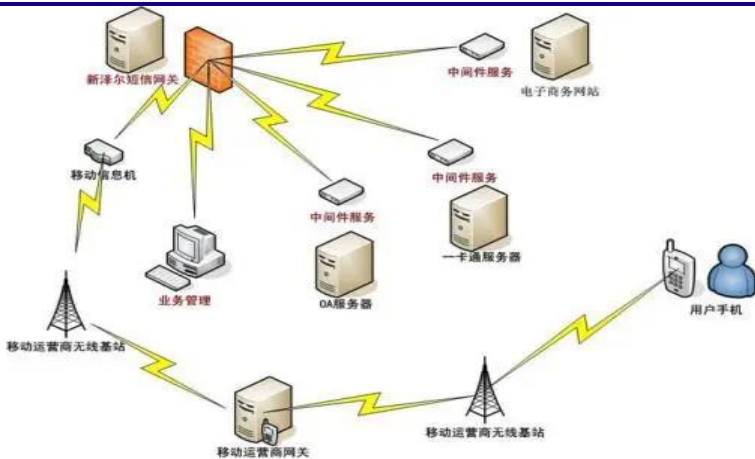 新泽尔短信网关
中间件服务
电子商务网站
移动信息机
中间件服务
中间件服务
一卡通服务器
业务管理
OA服务器
用户手机
移动运营商无线基站
移动运营商无线基站
移动运营商网关